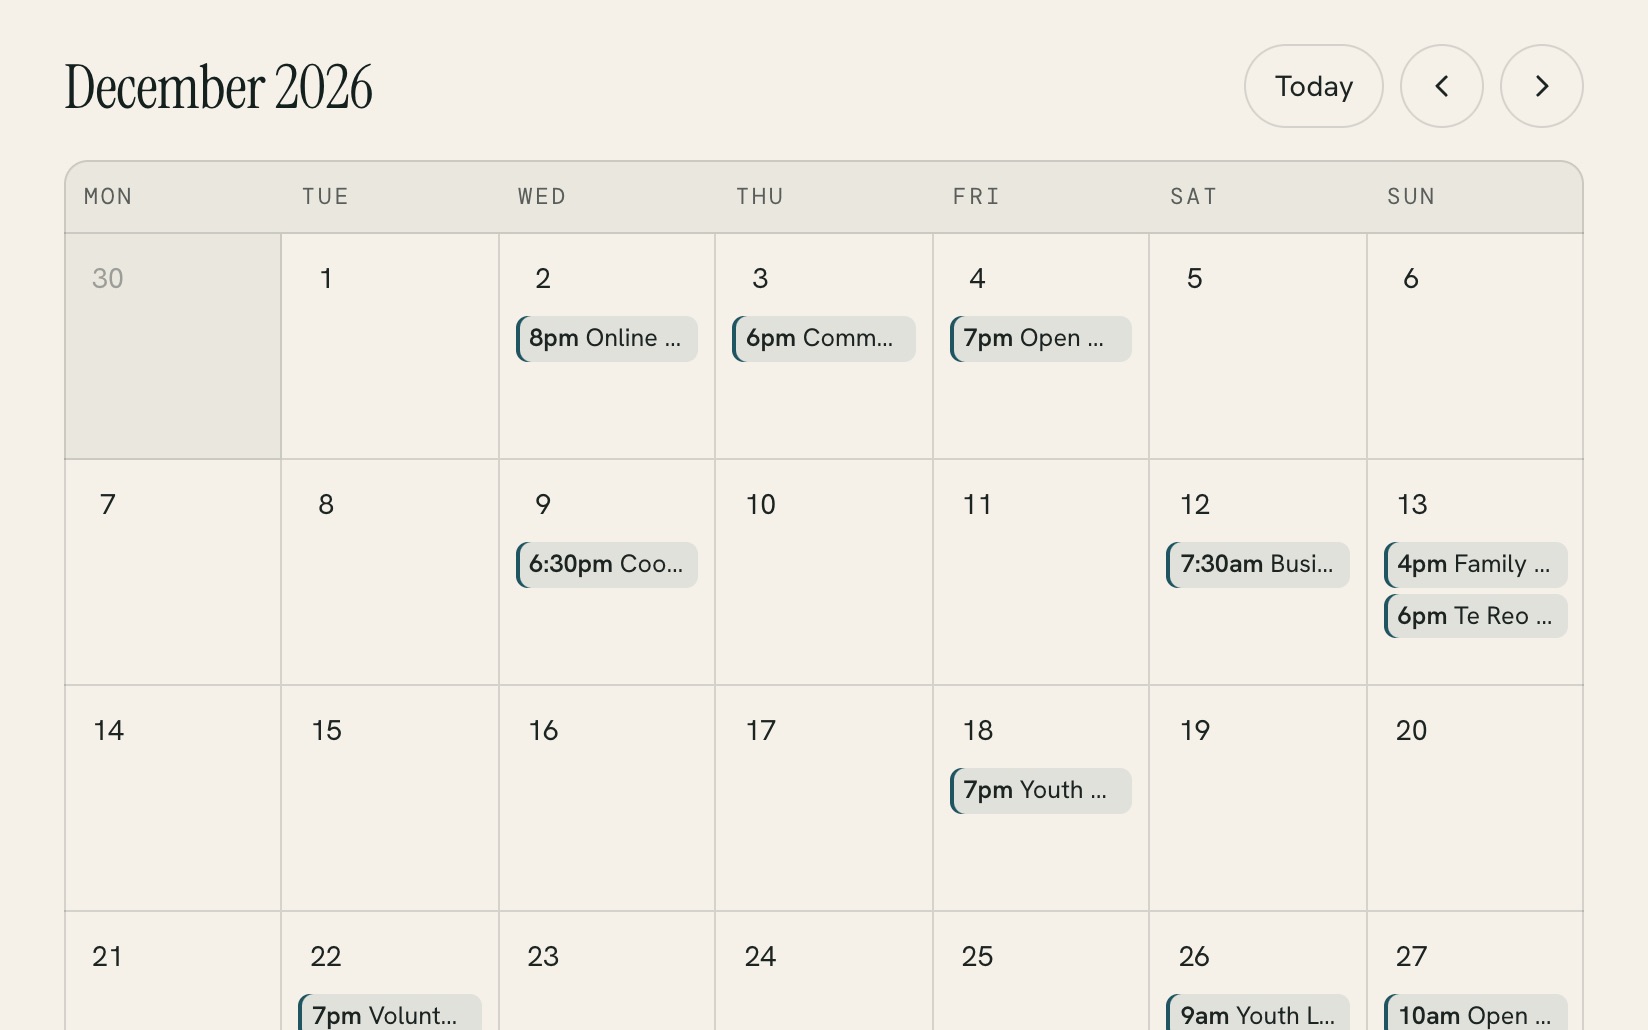 December 2026
Today
MON TUE WED THU FRI SAT SUN
30 1 2 3 4 5 6
8pm Online ... 6pm Comm... 7pm Open ...
7 8 9 10 11 12 13
6:30pm Coo... 7:30am Busi... 4pm Family ...
6pm Te Reo ...
14 15 16 17 18 19 20
7pm Youth ...
21 22 23 24 25 26 27
7pm Volunt... 9am Youth L... 10am Open ...